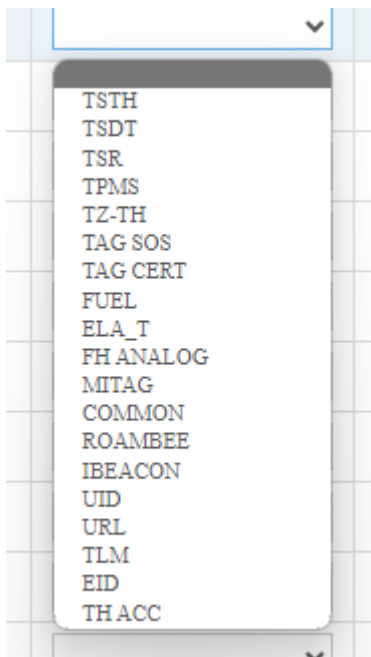 TSTH
TSDT
TSR
TPMS
TZ-TH
TAG SOS
TAG CERT
FUEL
ELA_T
FH ANALOG
MITAG
COMMON
ROAMBEE
IBEACON
UID
URL
TLM
EID
TH ACC